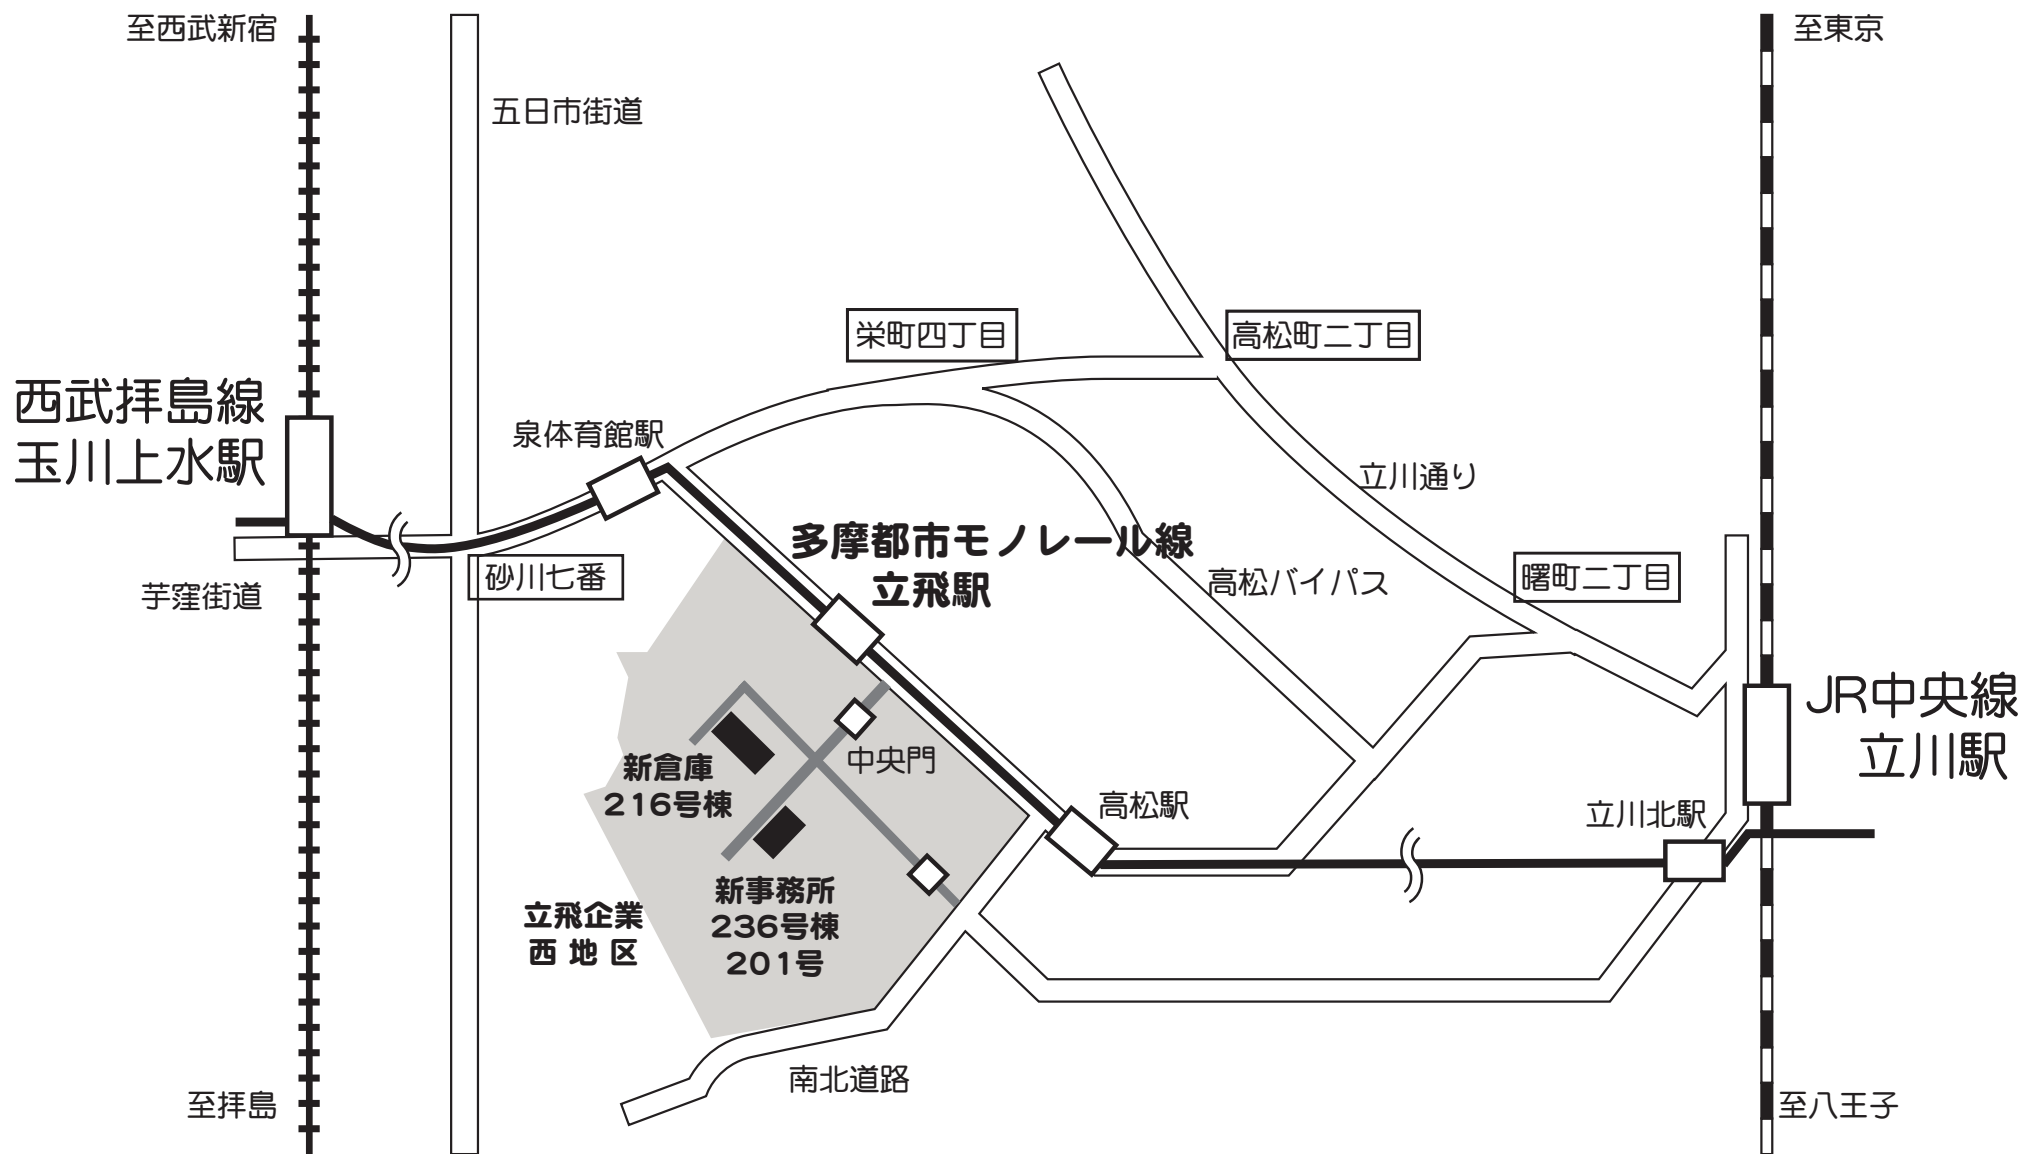 至西武新宿
至東京
五日市街道
栄町四丁目
高松町二丁目
西武拝島線
玉川上水駅
泉体育館駅
立川通り
多摩都市モノレール線
立飛駅
砂川七番
芋窪街道
高松バイパス
曙町二丁目
JR中央線
立川駅
中央門
新倉庫
216号棟
高松駅
立川北駅
新事務所
236号棟
201号
立飛企業
西 地 区
南北道路
至拝島
至八王子